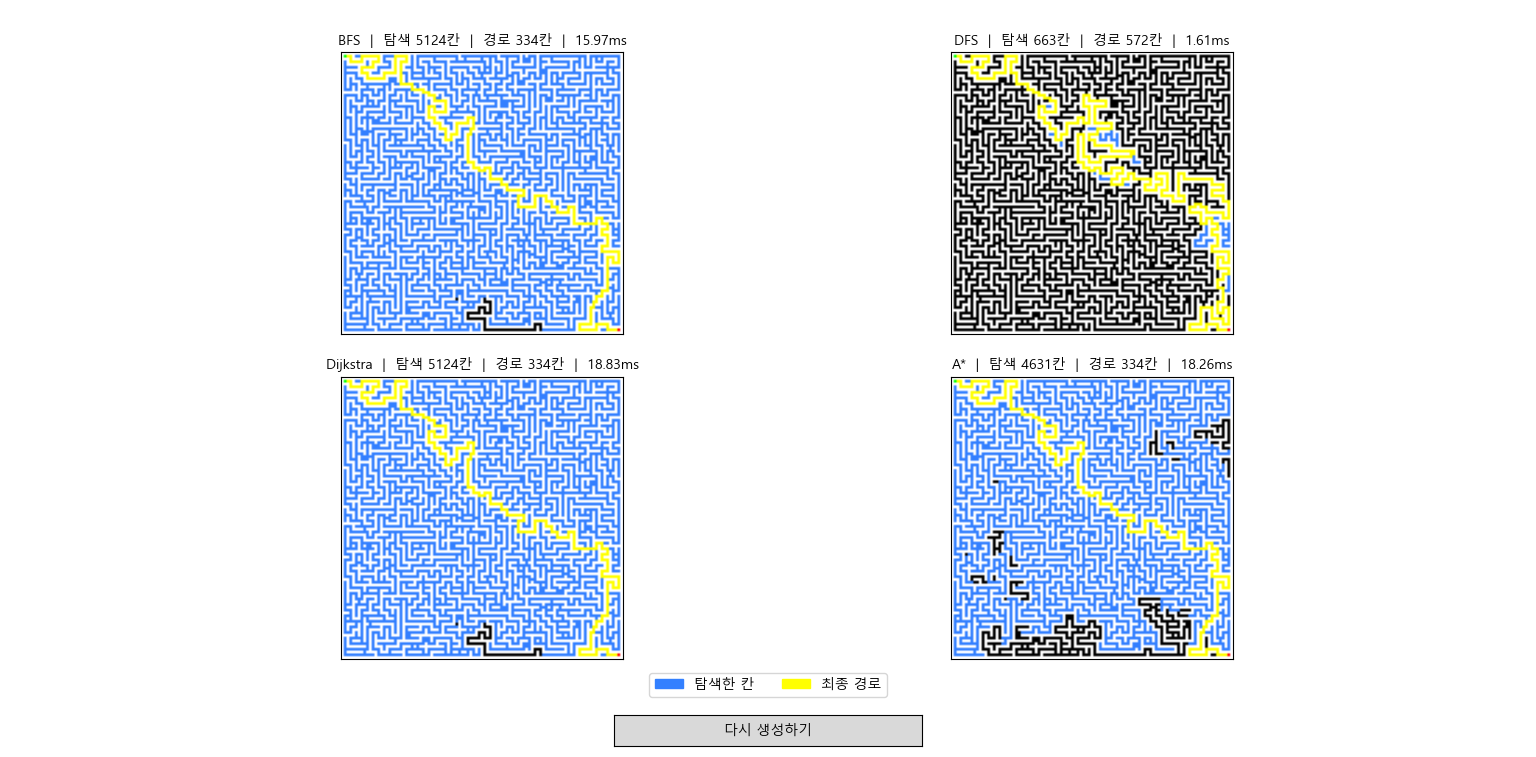 BFS | 탐색 5124칸 | 경로 334칸 | 15.97ms
DFS | 탐색 663칸 | 경로 572칸 | 1.61ms
Dijkstra | 탐색 5124칸 | 경로 334칸 | 18.83ms
A* | 탐색 4631칸 | 경로 334칸 | 18.26ms
탐색한 칸
최종 경로
다시 생성하기